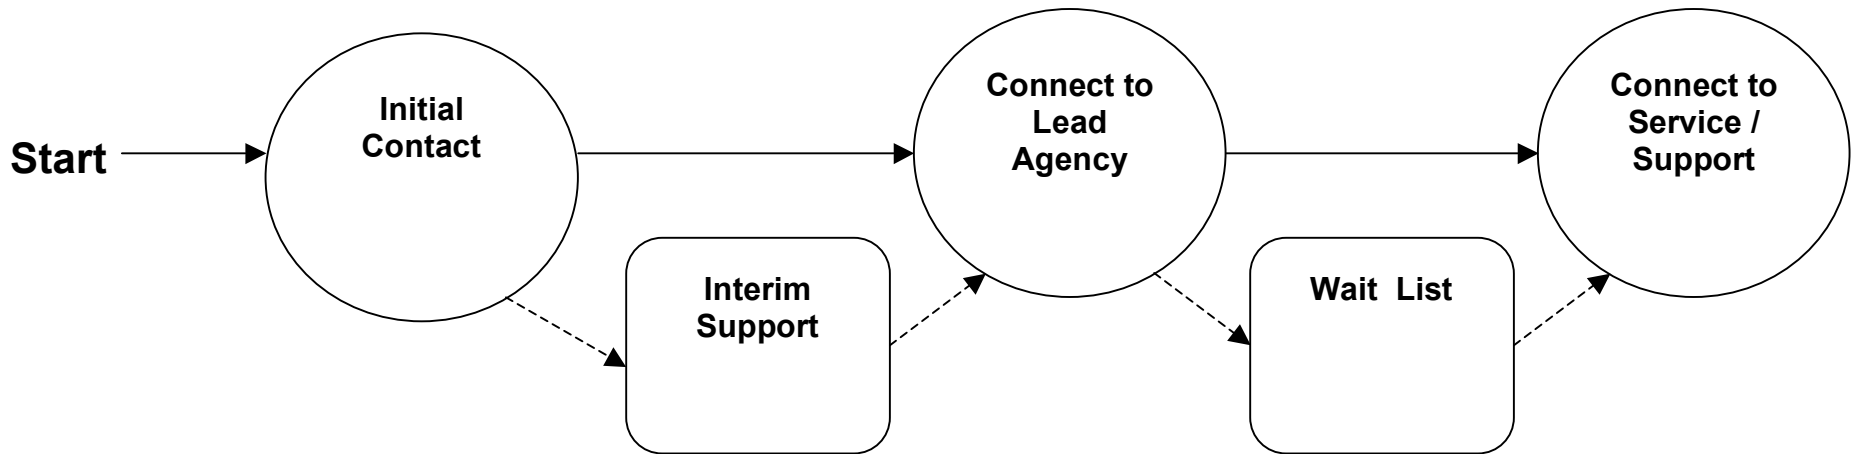 Start
Initial
Contact
Connect to
Lead
Agency
Connect to
Service /
Support
Interim
Support
Wait List